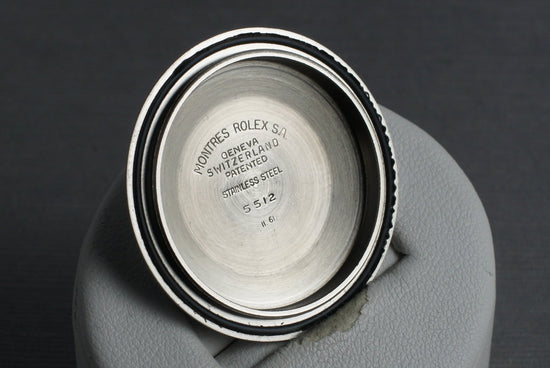 MONTRES ROLEX S.A.
GENEVA
SWITZERLAND
PATENTED
STAINLESS STEEL
5512
II 61